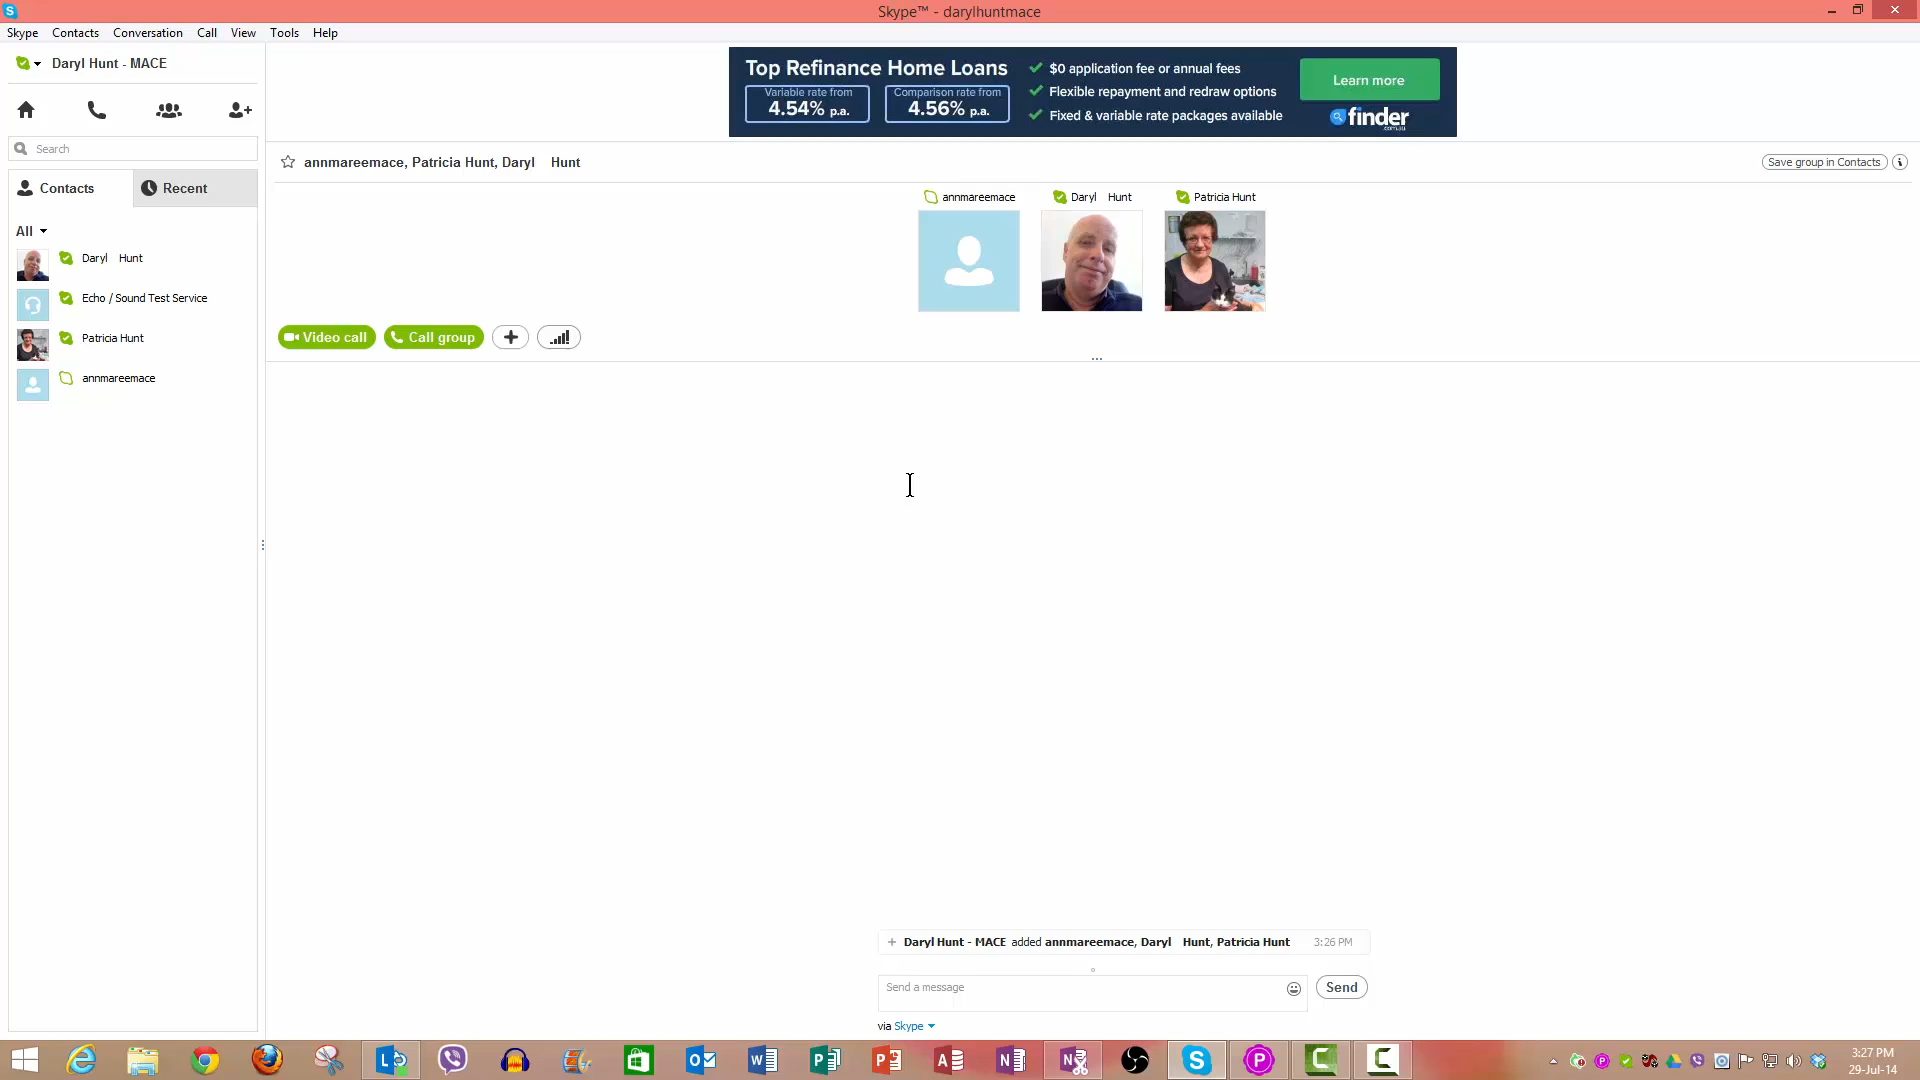 Skype™ - darylhuntmace
Skype Contacts Conversation Call View Tools Help
Daryl Hunt - MACE
Search
Contacts
Recent
All
Daryl Hunt
Echo / Sound Test Service
Patricia Hunt
annmareemace
Top Refinance Home Loans
Variable rate from
4.54% p.a.
Comparison rate from
4.56% p.a.
$0 application fee or annual fees
Flexible repayment and redraw options
Fixed & variable rate packages available
Learn more
finder
.com.au
annmareemace, Patricia Hunt, Daryl Hunt
Save group in Contacts
annmareemace
Daryl Hunt
Patricia Hunt
Video call
Call group
Daryl Hunt - MACE added annmareemace, Daryl Hunt, Patricia Hunt 3:26 PM
Send a message
Send
via Skype
3:27 PM
29-Jul-14